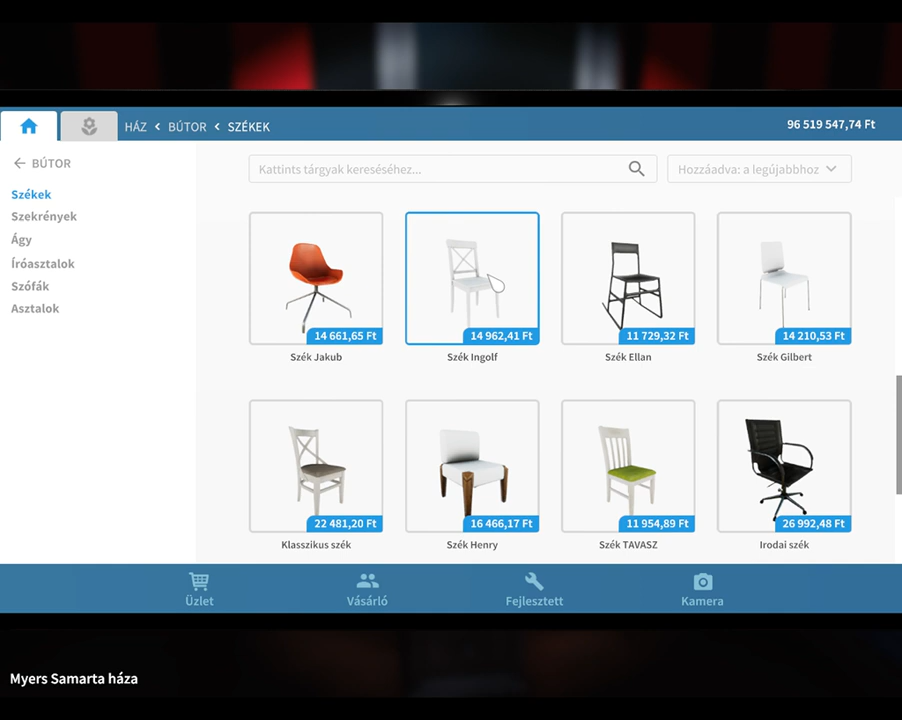 HÁZ < BÚTOR < SZÉKEK
96 519 547,74 Ft
BÚTOR
Székek
Szekrények
Ágy
Íróasztalok
Szófák
Asztalok
Kattints tárgyak kereséséhez...
Hozzáadva: a legújabbhoz
14 661,65 Ft
14 962,41 Ft
11 729,32 Ft
14 210,53 Ft
Szék Jakub
Szék Ingolf
Szék Ellan
Szék Gilbert
22 481,20 Ft
16 466,17 Ft
11 954,89 Ft
26 992,48 Ft
Klasszikus szék
Szék Henry
Szék TAVASZ
Irodai szék
Üzlet
Vásárló
Fejlesztett
Kamera
Myers Samarta háza